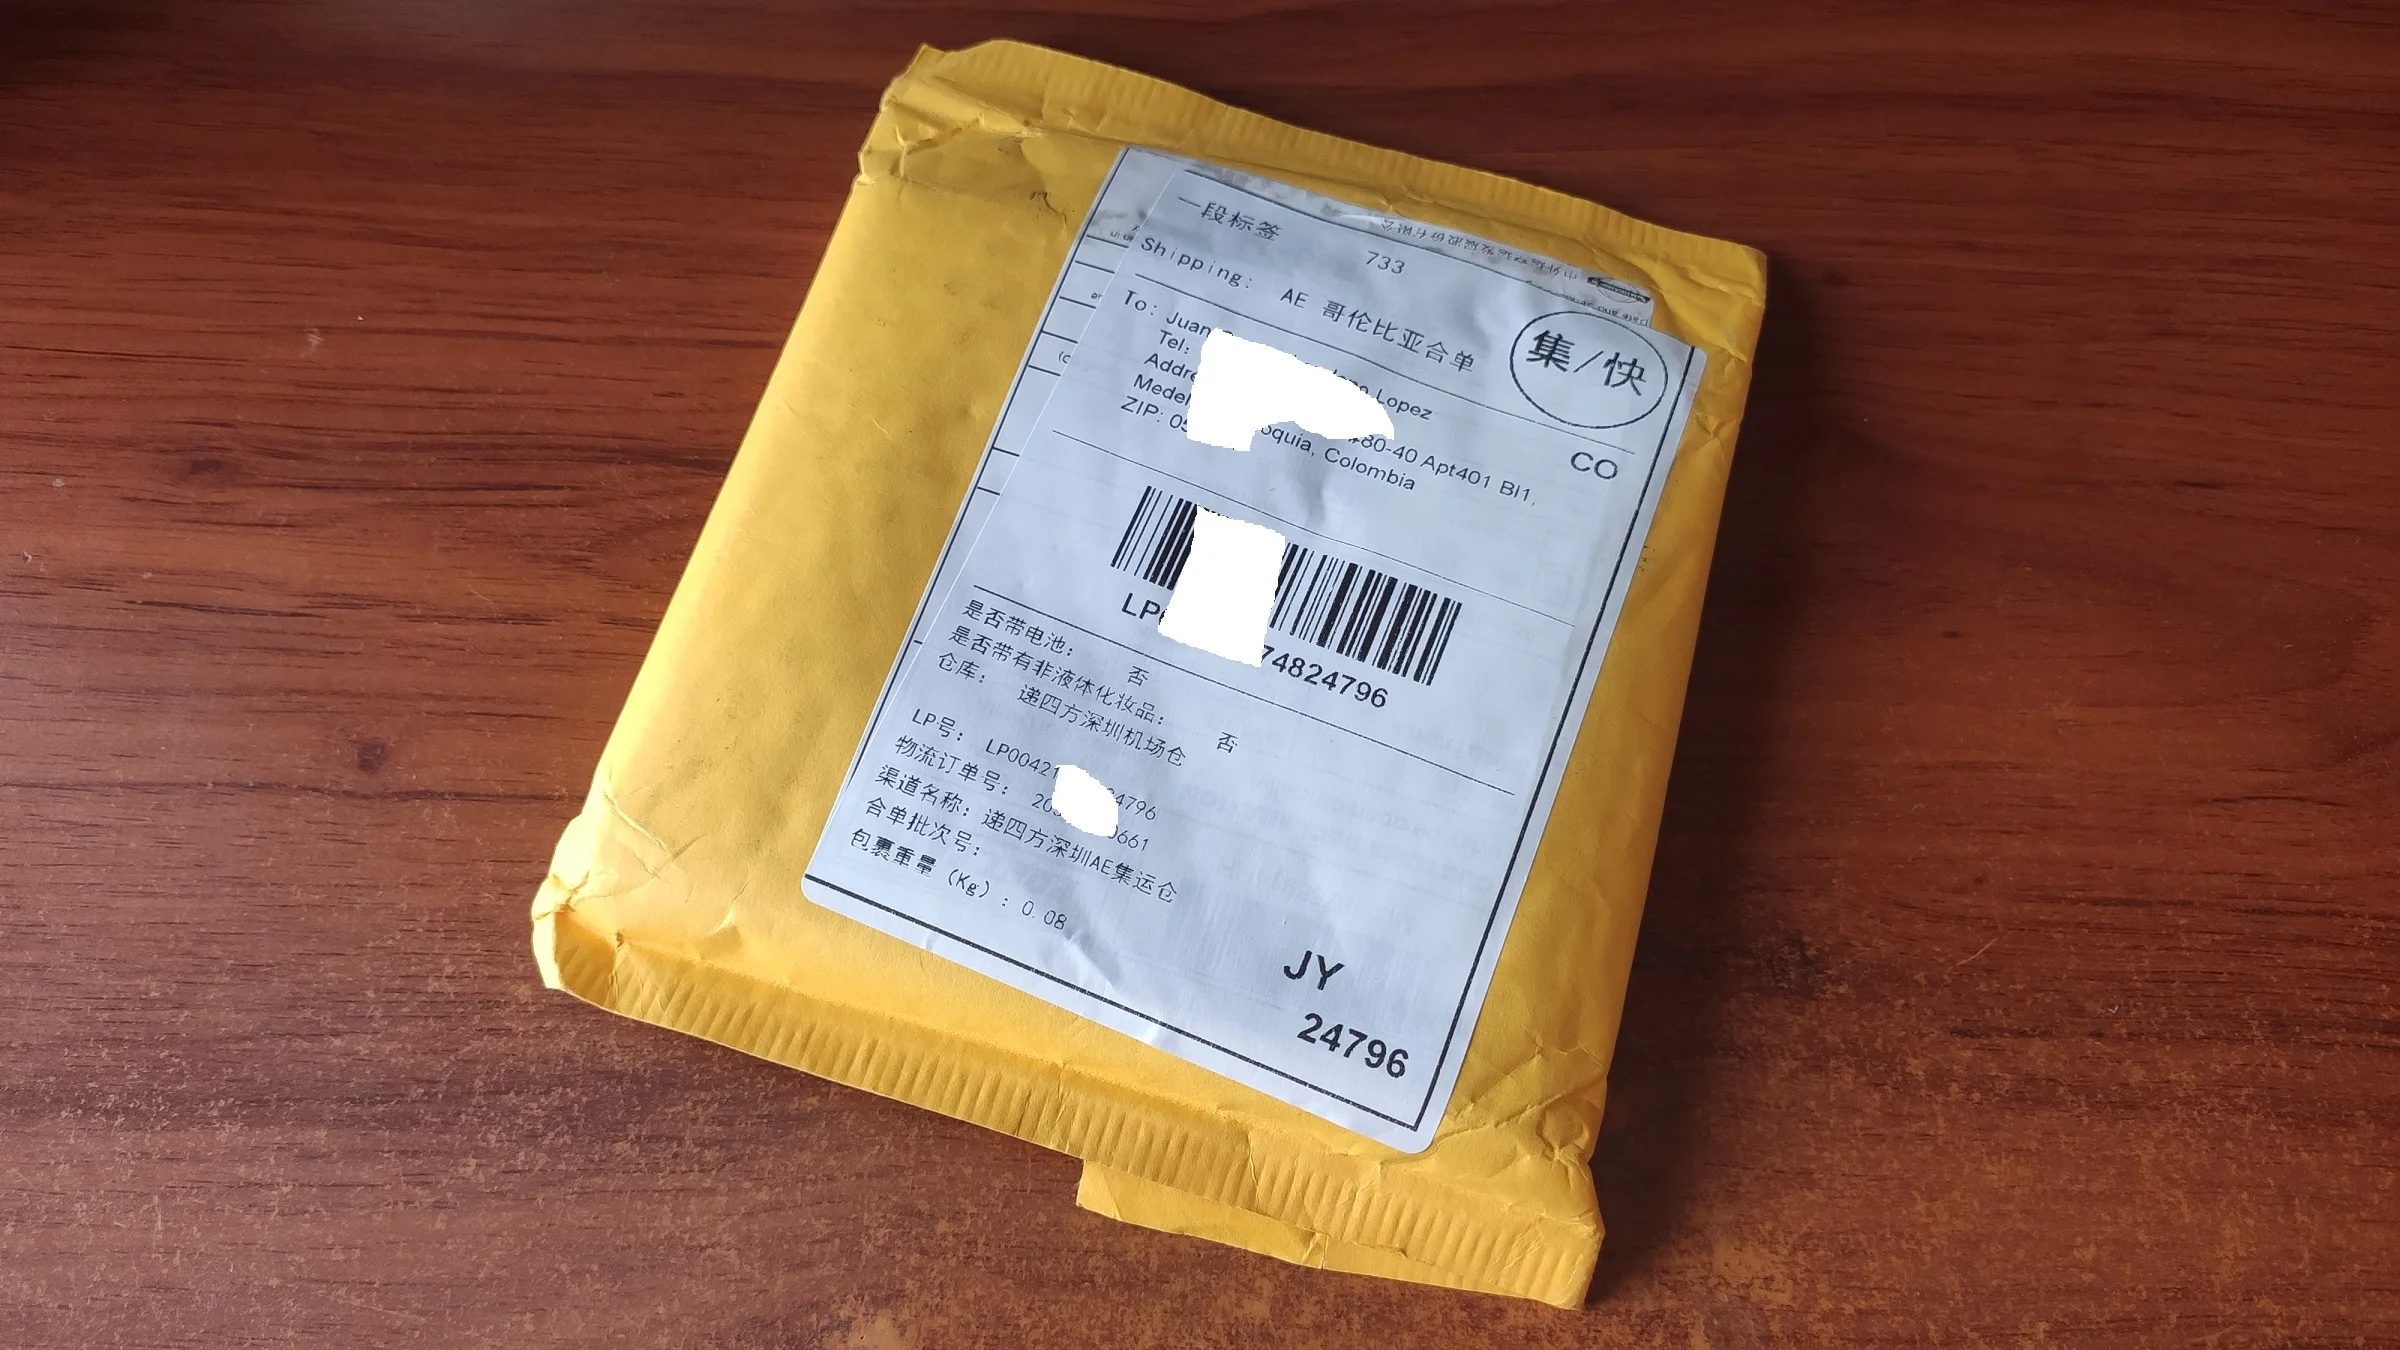 一段标签
733
Shipping: AE 哥伦比亚合单
集/快
To: Juan Lopez
Tel:
#80-40 Apt401 Bl1,
Colombia
ZIP:
CO
74824796
是否带电池: 否
是否带有非液体化妆品: 否
仓库: 递四方深圳机场仓
LP号: LP00421 4796
物流订单号: 0661
渠道名称: 递四方深圳AE集运仓
合单批次号:
包裹重量 (Kg) : 0.08
JY
24796